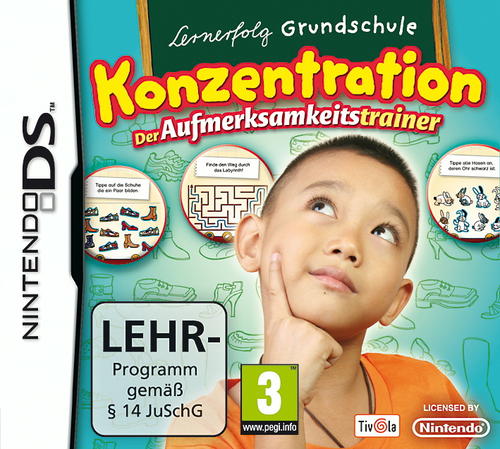 Lernerfolg Grundschule
Konzentration
Der Aufmerksamkeitstrainer
NINTENDO DS™
Tippe auf die Schuhe
die ein Paar bilden.
Finde den Weg durch
das Labyrinth!
Tippe alle Hasen an,
deren Ohr schwarz ist.
LEHR-
Programm
gemäß
§ 14 JuSchG
3
www.pegi.info
Tivola
LICENSED BY
Nintendo